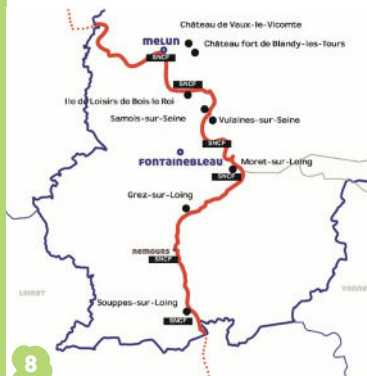 Château de Vaux-le-Vicomte
MELUN
Château fort de Blandy-les-Tours
SNCF
SNCF
Ile de Loisirs de Bois le Roi
Samois-sur-Seine
Vulaines-sur-Seine
SNCF
FONTAINEBLEAU
Moret-sur-Loing
SNCF
Grez-sur-Loing
NEMOURS
SNCF
LOIRET
YONNE
Souppes-sur-Loing
SNCF
8